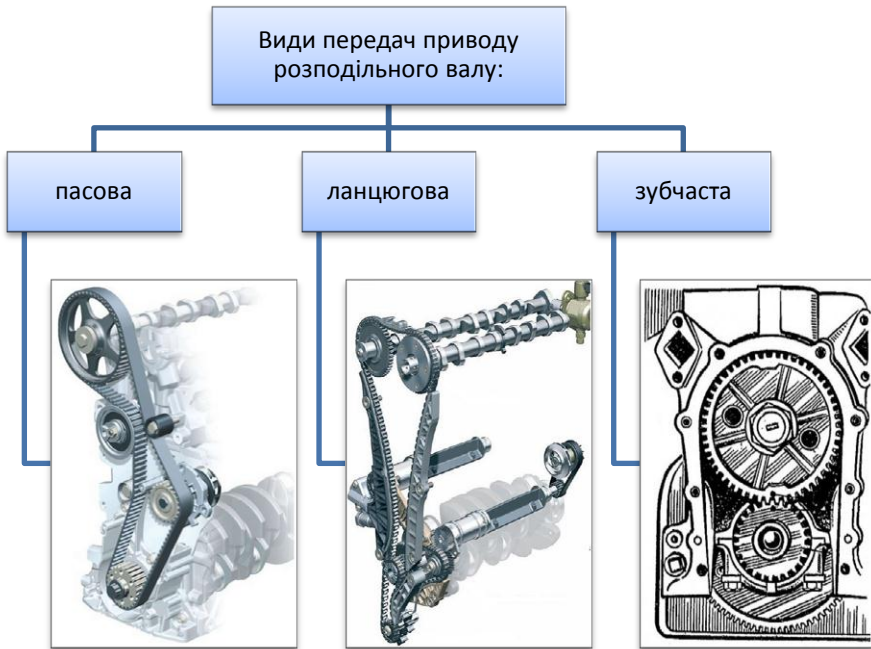 Види передач приводу
розподільного валу:
пасова
ланцюгова
зубчаста